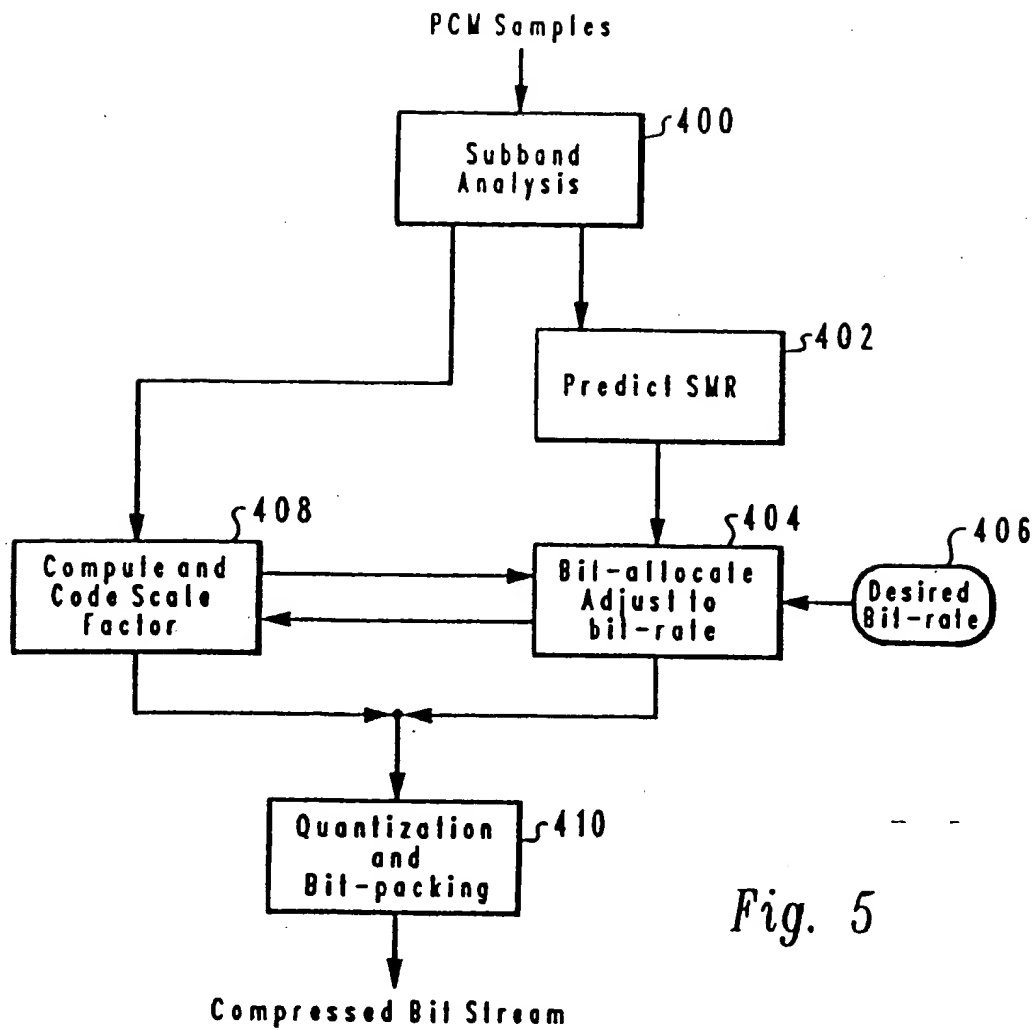 PCM Samples
400
Subband
Analysis
402
Predict SMR
408
404
406
Compute and
Code Scale
Factor
Bit-allocate
Adjust to
bit-rate
Desired
Bit-rate
Quantization
and
Bit-packing
410
Fig. 5
Compressed Bit Stream